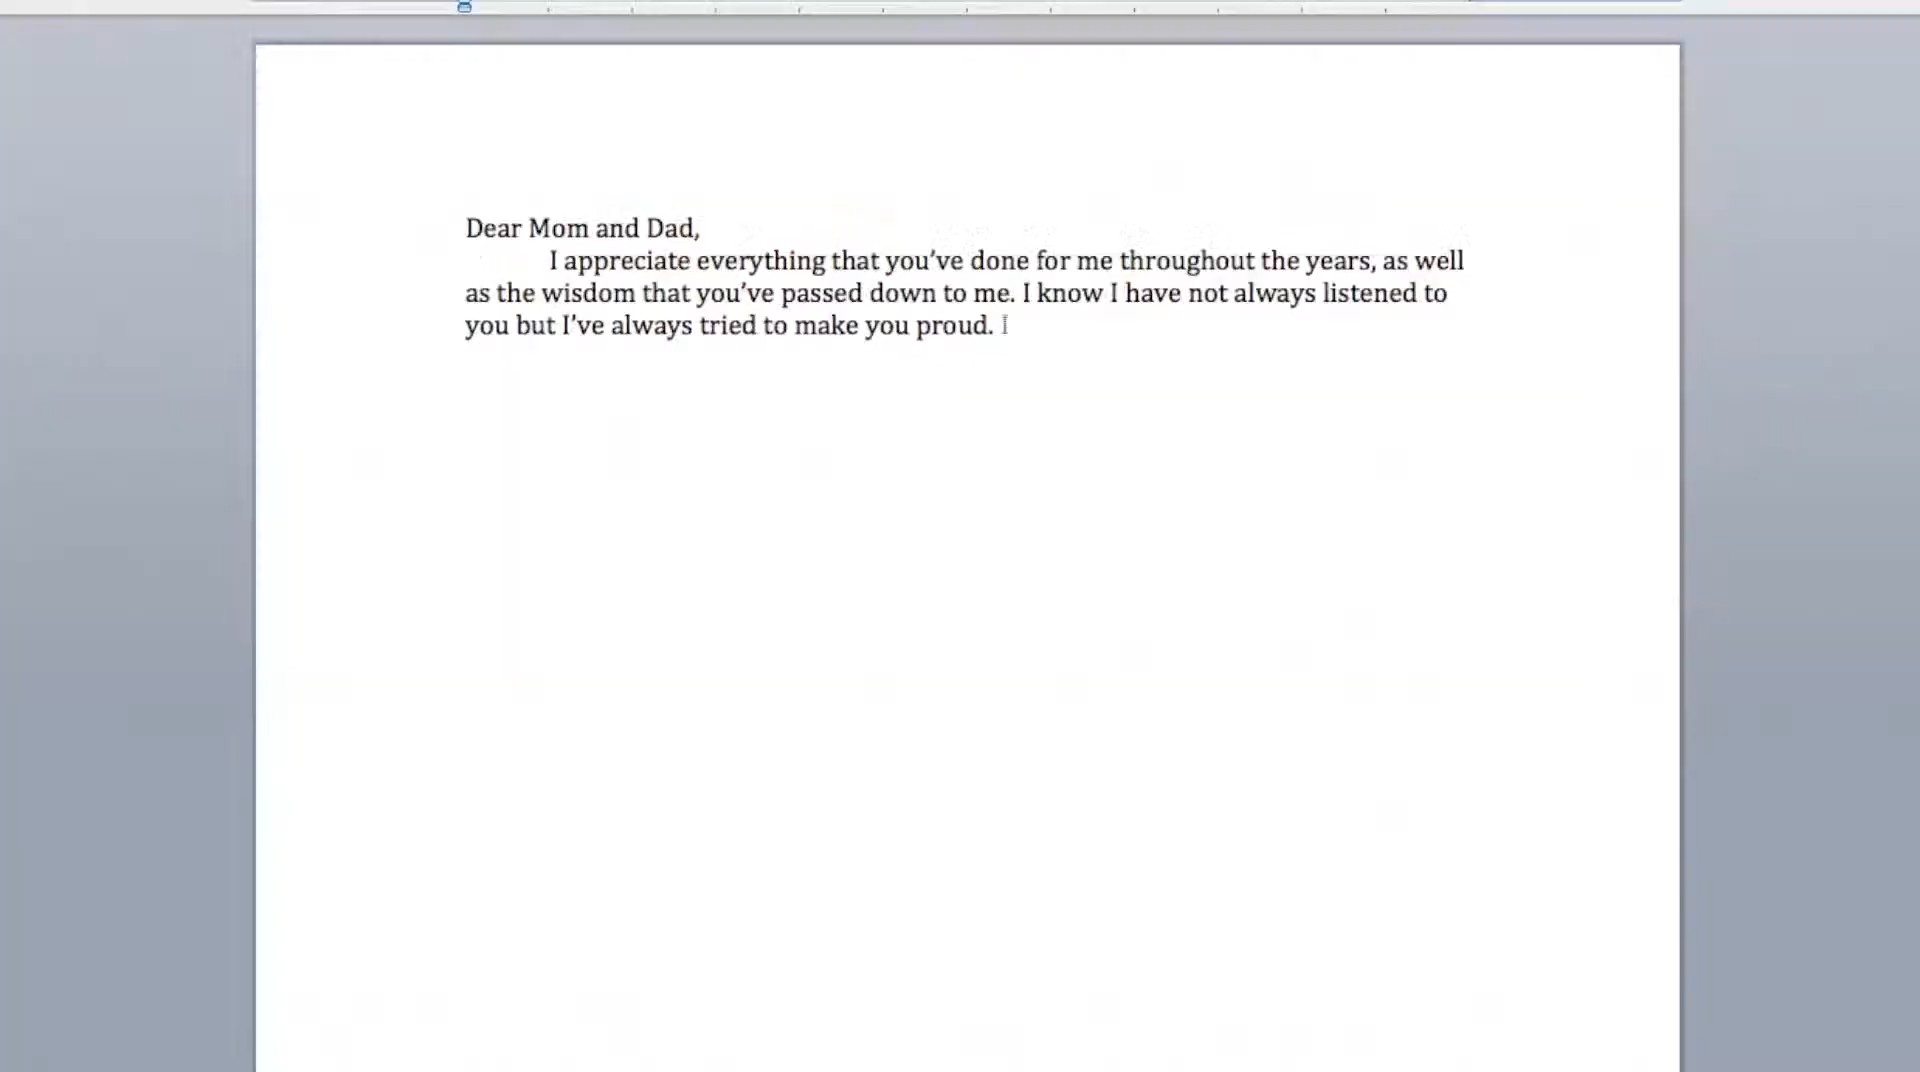 Dear Mom and Dad,
I appreciate everything that you’ve done for me throughout the years, as well
as the wisdom that you’ve passed down to me. I know I have not always listened to
you but I’ve always tried to make you proud.